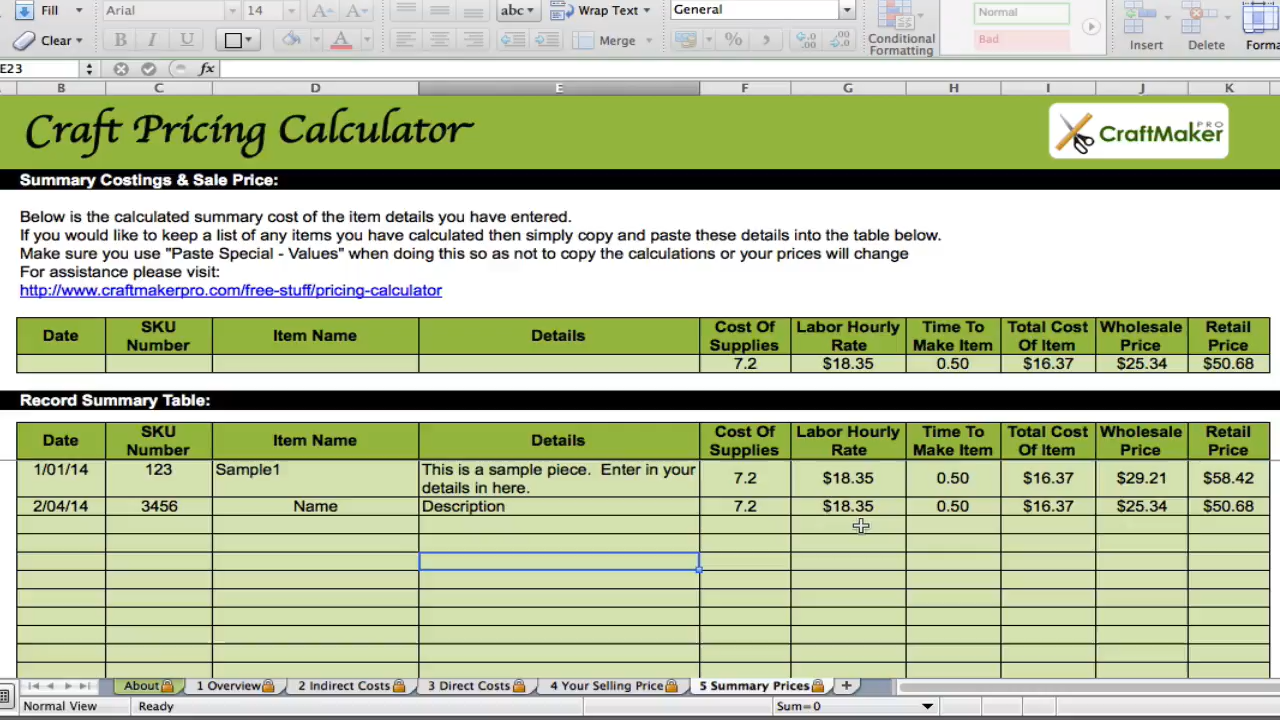 Fill Arial 14 A A abc Wrap Text General Normal
Clear B I U A Merge % , .0 .00 Conditional Formatting Bad Insert Delete Forma
E23 fx
B C D E F G H I J K
Craft Pricing Calculator
CraftMaker PRO
Summary Costings & Sale Price:
Below is the calculated summary cost of the item details you have entered.
If you would like to keep a list of any items you have calculated then simply copy and paste these details into the table below.
Make sure you use "Paste Special - Values" when doing this so as not to copy the calculations or your prices will change
For assistance please visit:
http://www.craftmakerpro.com/free-stuff/pricing-calculator
Date SKU Number Item Name Details Cost Of Supplies Labor Hourly Rate Time To Make Item Total Cost Of Item Wholesale Price Retail Price
7.2 $18.35 0.50 $16.37 $25.34 $50.68
Record Summary Table:
Date SKU Number Item Name Details Cost Of Supplies Labor Hourly Rate Time To Make Item Total Cost Of Item Wholesale Price Retail Price
1/01/14 123 Sample1 This is a sample piece. Enter in your details in here. 7.2 $18.35 0.50 $16.37 $29.21 $58.42
2/04/14 3456 Name Description 7.2 $18.35 0.50 $16.37 $25.34 $50.68
About 1 Overview 2 Indirect Costs 3 Direct Costs 4 Your Selling Price 5 Summary Prices +
Normal View Ready Sum=0